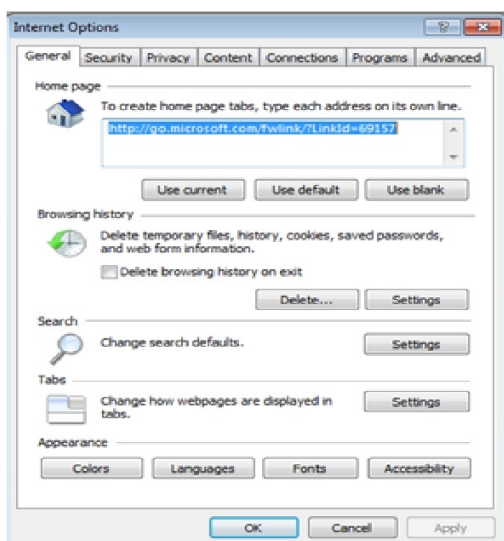 Internet Options
General Security Privacy Content Connections Programs Advanced
Home page
To create home page tabs, type each address on its own line.
http://go.microsoft.com/fwlink/?LinkId=69157
Use current Use default Use blank
Browsing history
Delete temporary files, history, cookies, saved passwords,
and web form information.
Delete browsing history on exit
Delete... Settings
Search
Change search defaults. Settings
Tabs
Change how webpages are displayed in Settings
tabs.
Appearance
Colors Languages Fonts Accessibility
OK Cancel Apply